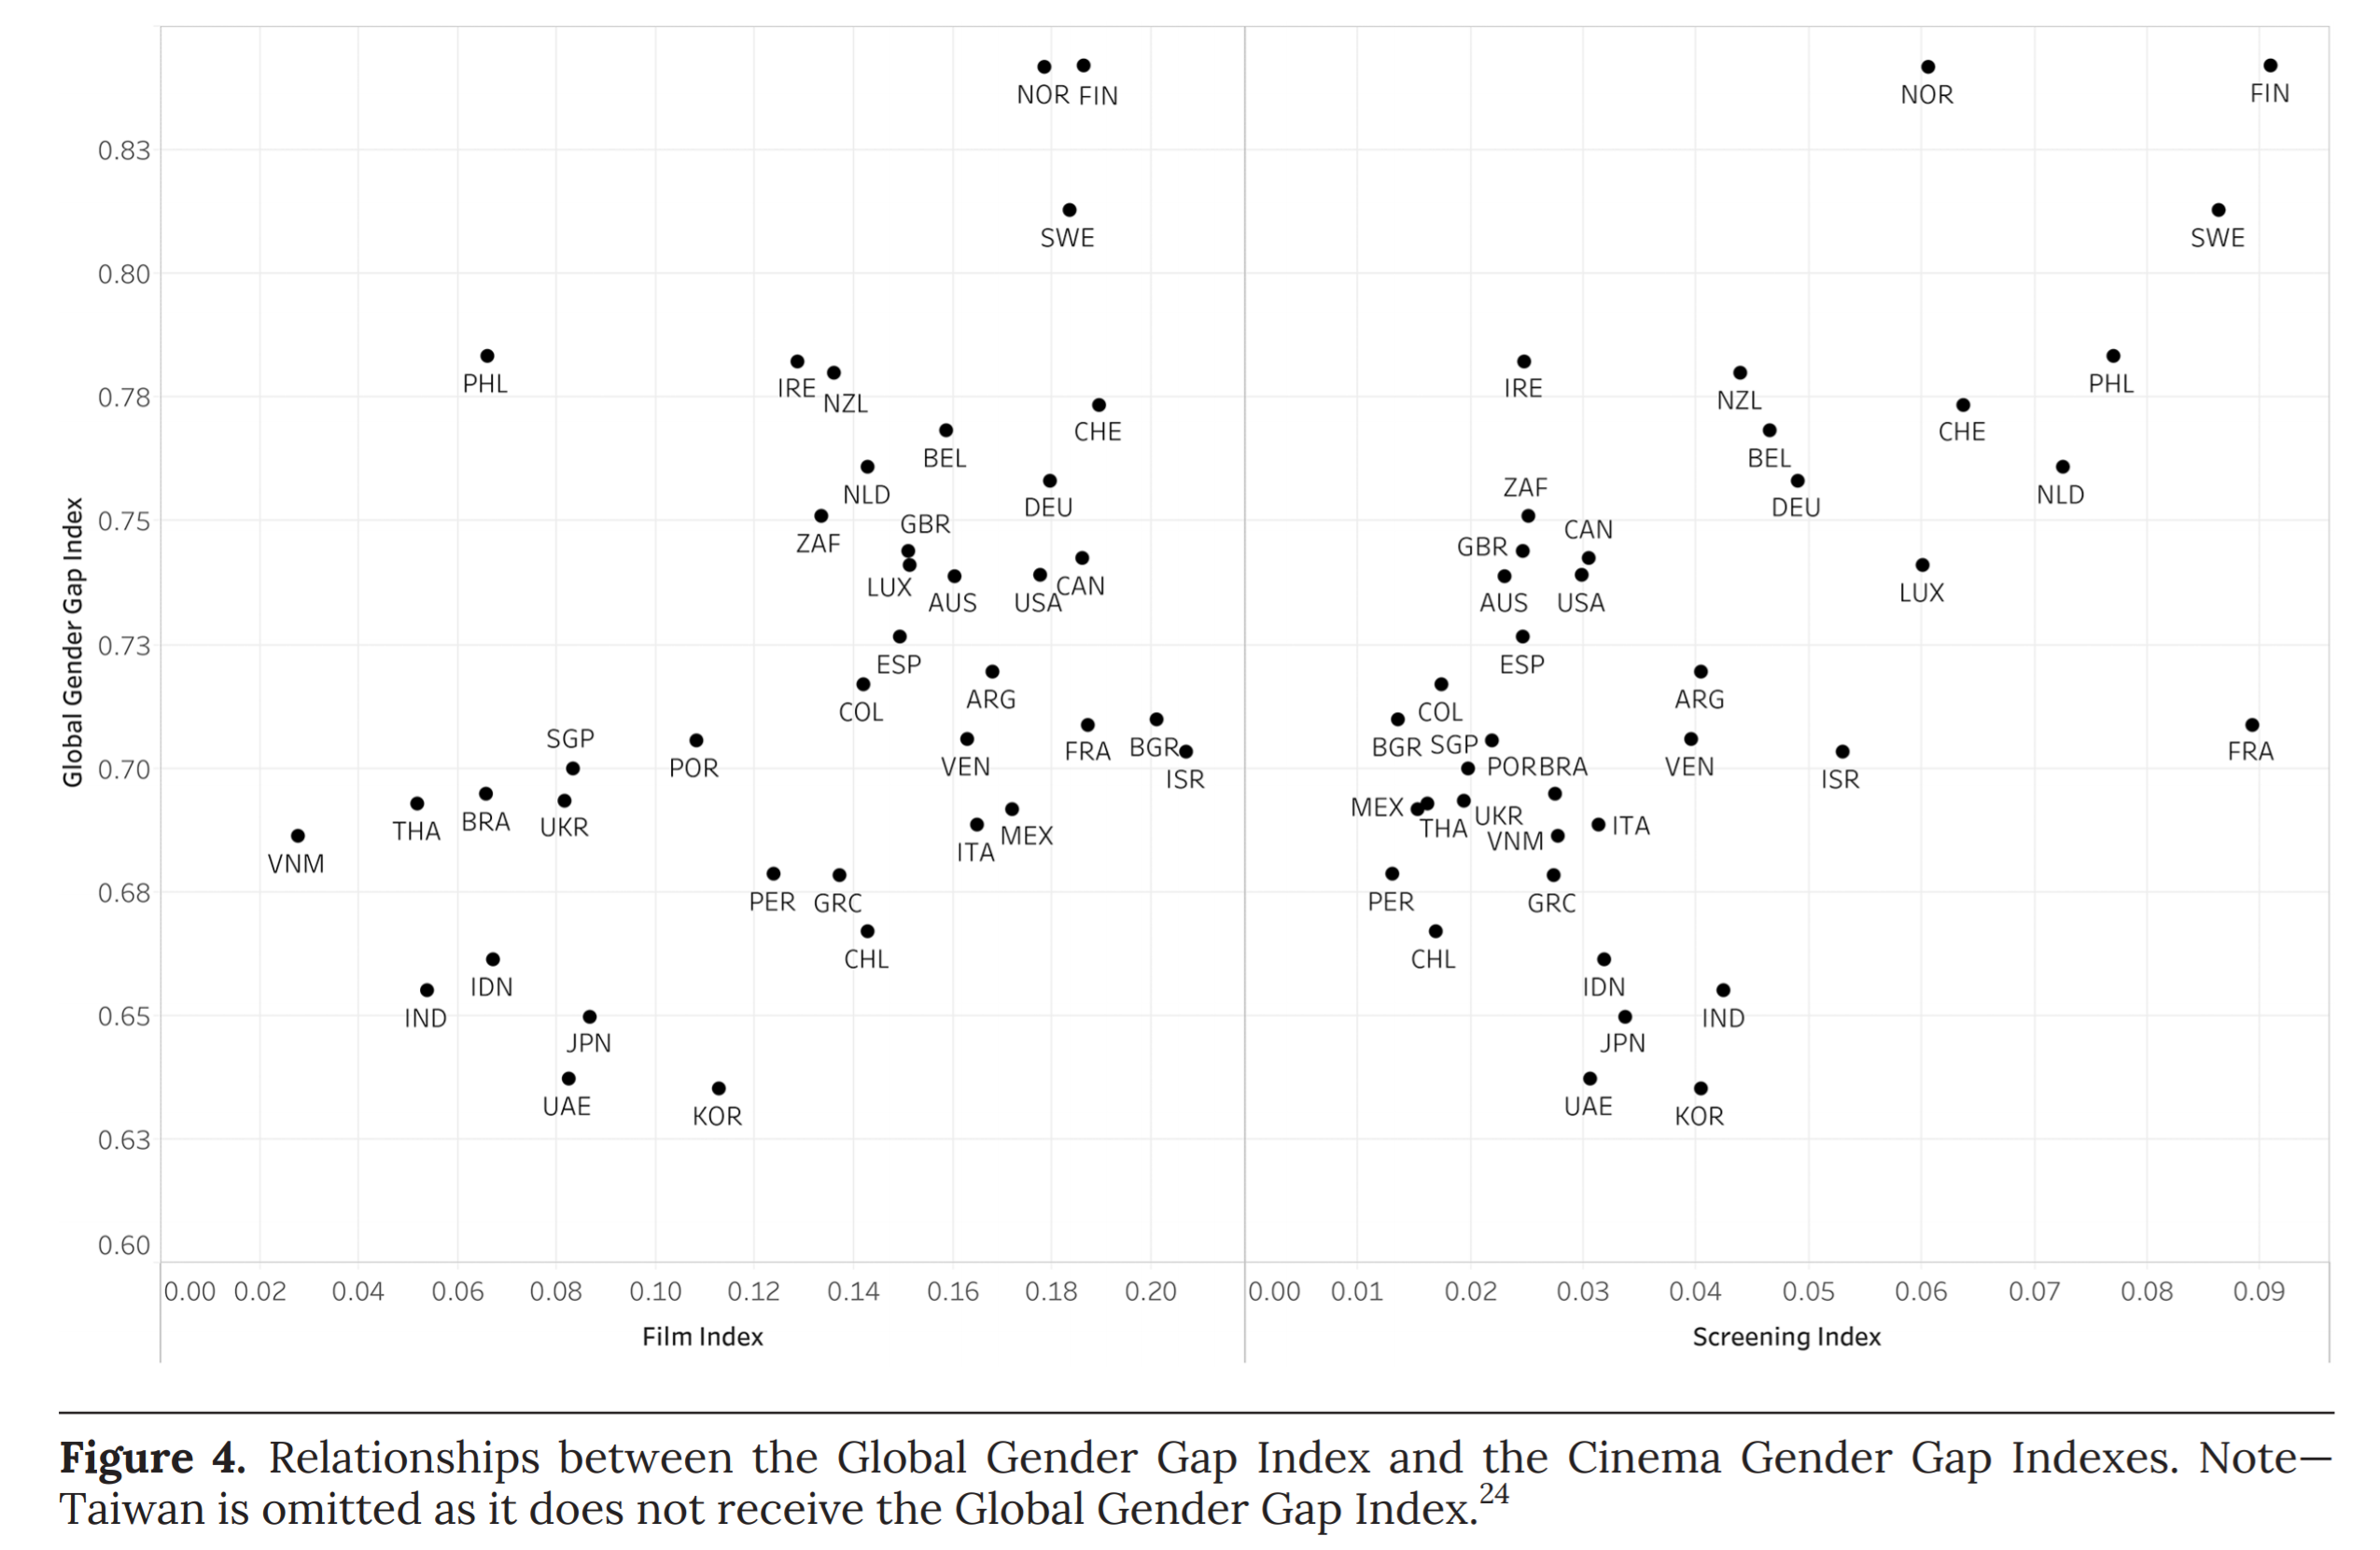 NOR FIN
NOR
FIN
0.83
SWE
SWE
0.80
PHL
IRE
NZL
IRE
NZL
PHL
0.78
CHE
CHE
BEL
BEL
NLD
DEU
ZAF
DEU
NLD
0.75
GBR
CAN
ZAF
GBR
LUX
AUS
USA
CAN
AUS
USA
LUX
0.73
ESP
ESP
ARG
ARG
COL
COL
SGP
FRA
BGR
BGR
SGP
FRA
0.70
POR
VEN
ISR
POR
BRA
VEN
ISR
THA
BRA
UKR
MEX
THA
UKR
ITA
VNM
ITA
MEX
VNM
0.68
PER
GRC
PER
GRC
CHL
CHL
IDN
IDN
0.65
IND
IND
JPN
JPN
UAE
KOR
UAE
KOR
0.63
0.60
Global Gender Gap Index
0.00 0.02 0.04 0.06 0.08 0.10 0.12 0.14 0.16 0.18 0.20
0.00 0.01 0.02 0.03 0.04 0.05 0.06 0.07 0.08 0.09
Film Index
Screening Index
Figure 4. Relationships between the Global Gender Gap Index and the Cinema Gender Gap Indexes. Note—
Taiwan is omitted as it does not receive the Global Gender Gap Index.24